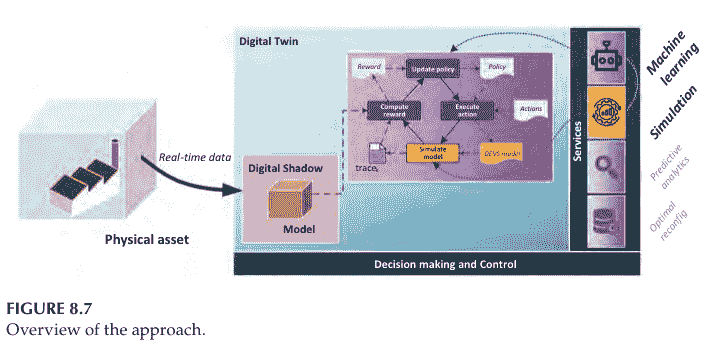 Digital Twin
Reward
Update policy
Policy
Compute
reward
Execute
action
Actions
Simulate
model
DEVS model
trace
Real-time data
Digital Shadow
Model
Physical asset
Services
Machine
learning
Simulation
Predictive
analytics
Optimal
reconfig
Decision making and Control
FIGURE 8.7
Overview of the approach.